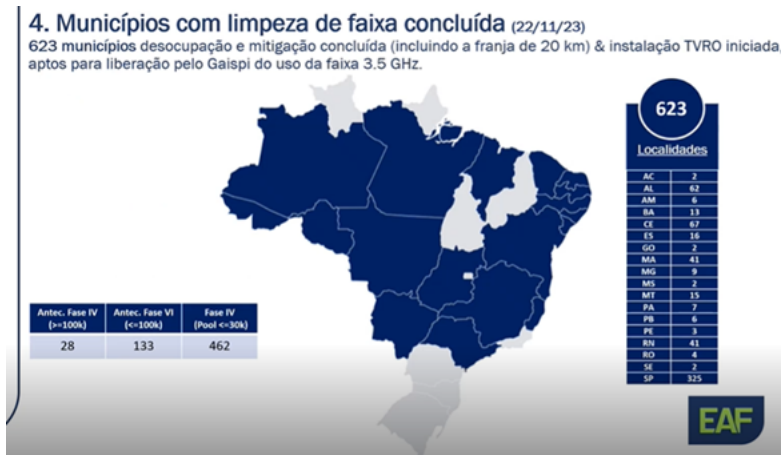 4. Municípios com limpeza de faixa concluída (22/11/23)
623 municípios desocupação e mitigação concluída (incluindo a franja de 20 km) & instalação TVRO iniciada,
aptos para liberação pelo Gaispi do uso da faixa 3.5 GHz.
623
Localidades
AC 2
AL 62
AM 6
BA 13
CE 67
ES 16
GO 2
MA 41
MG 9
MS 2
MT 15
PA 7
PB 6
PE 3
RN 41
RO 4
SE 2
SP 325
Antec. Fase IV Antec. Fase VI Fase IV
(>=100k) (<=100k) (Pool <=30k)
28 133 462
EAF